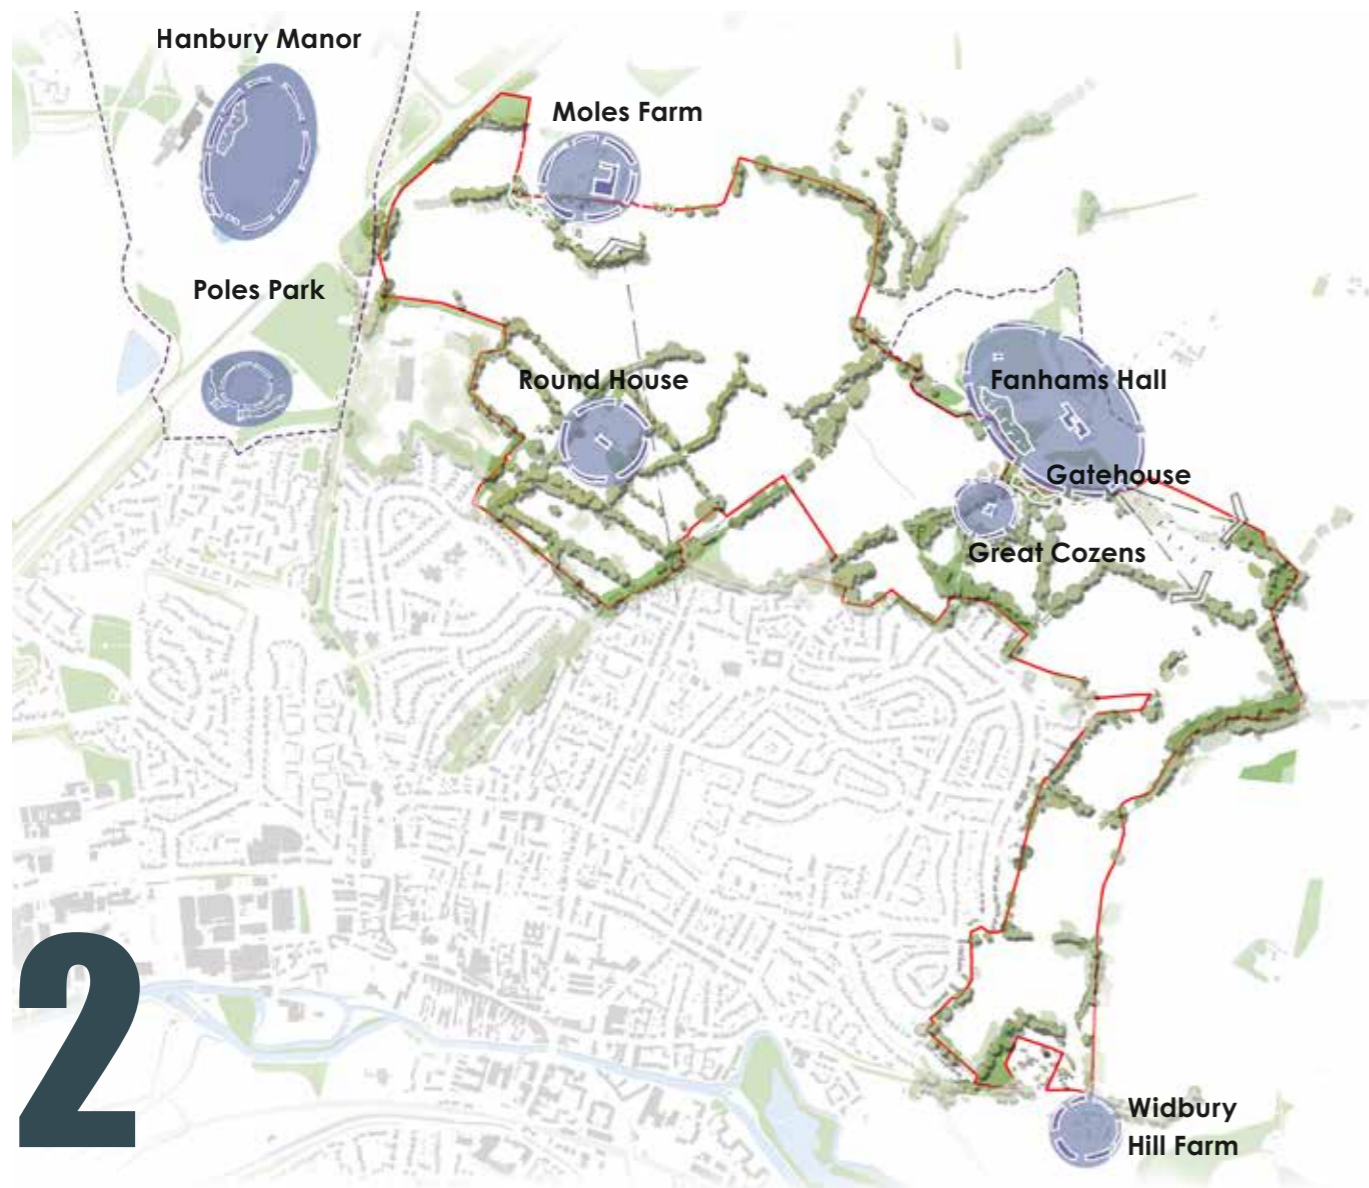 Hanbury Manor
Moles Farm
Poles Park
Round House
Fanhams Hall
Gatehouse
Great Cozens
2
Widbury
Hill Farm